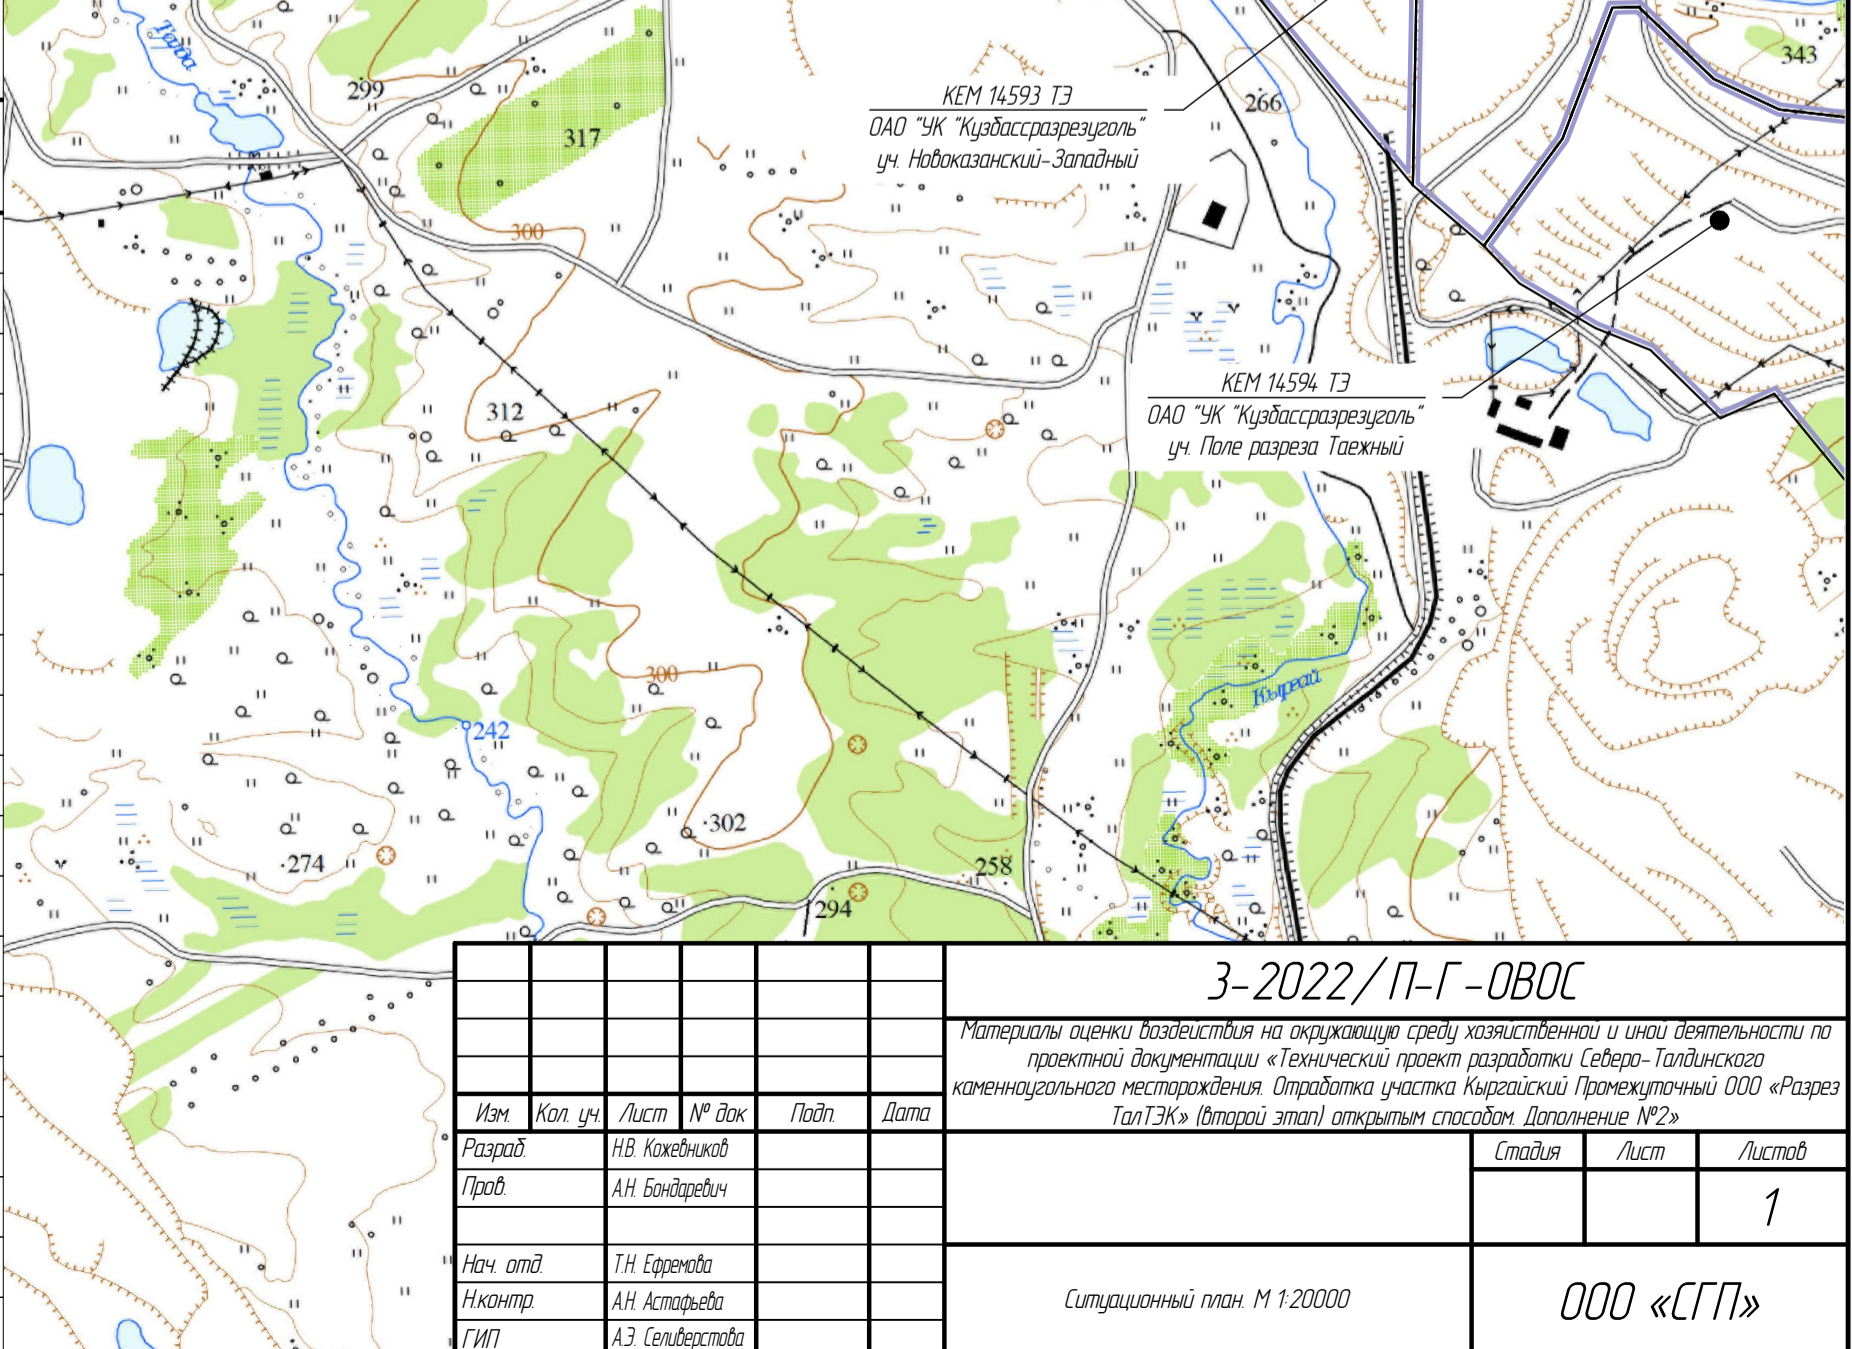 Тарда
299
317
КЕМ 14593 ТЭ
ОАО "УК "Кузбассразрезуголь"
уч. Новоказанский-Западный
266
343
300
КЕМ 14594 ТЭ
ОАО "УК "Кузбассразрезуголь"
уч. Поле разреза Таежный
312
300
Кыргай
242
302
274
258
294
3-2022/П-Г-ОВОС
Материалы оценки воздействия на окружающую среду хозяйственной и иной деятельности по
проектной документации «Технический проект разработки Северо-Талдинского
каменноугольного месторождения. Отработка участка Кыргайский Промежуточный ООО «Разрез
ТалТЭК» (второй этап) открытым способом. Дополнение №2»
Изм. Кол. уч. Лист № док Подп. Дата
Разраб. Н.В. Кожевников
Стадия Лист Листов
Пров. А.Н. Бондаревич
1
Нач. отд. Т.Н. Ефремова
Н.контр. А.Н. Астафьева
ГИП А.Э. Селиверстова
Ситуационный план. М 1:20000
ООО «СГП»